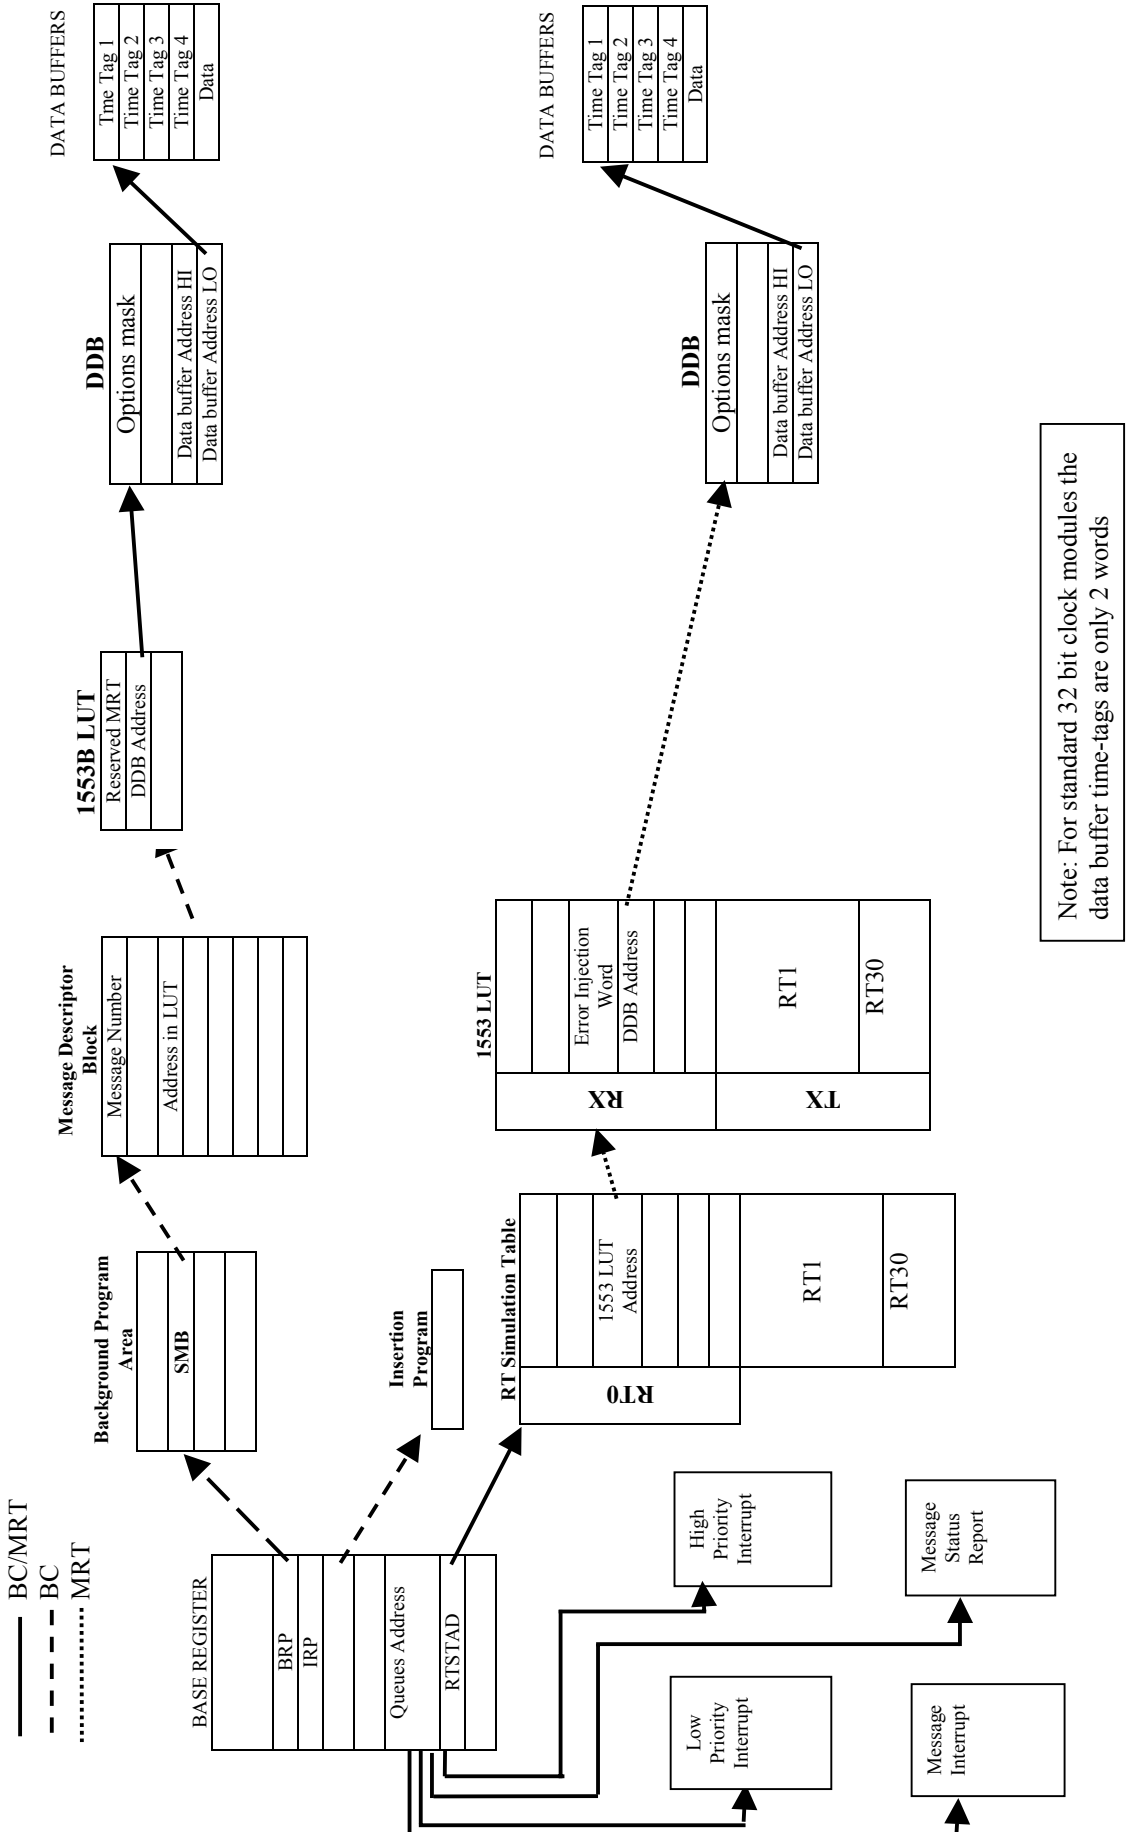 BC/MRT
BC
MRT
BASE REGISTER
BRP
IRP
Queues Address
RTSTAD
Low
Priority
Interrupt
High
Priority
Interrupt
Message
Interrupt
Message
Status
Report
Background Program
Area
SMB
Insertion
Program
RT Simulation Table
RT0
1553 LUT
Address
RT1
RT30
Message Descriptor
Block
Message Number
Address in LUT
1553 LUT
RX
Error Injection
Word
DDB Address
TX
RT1
RT30
1553B LUT
Reserved MRT
DDB Address
DDB
Options mask
Data buffer Address HI
Data buffer Address LO
DATA BUFFERS
Tme Tag 1
Time Tag 2
Time Tag 3
Time Tag 4
Data
DDB
Options mask
Data buffer Address HI
Data buffer Address LO
DATA BUFFERS
Time Tag 1
Time Tag 2
Time Tag 3
Time Tag 4
Data
Note: For standard 32 bit clock modules the
data buffer time-tags are only 2 words